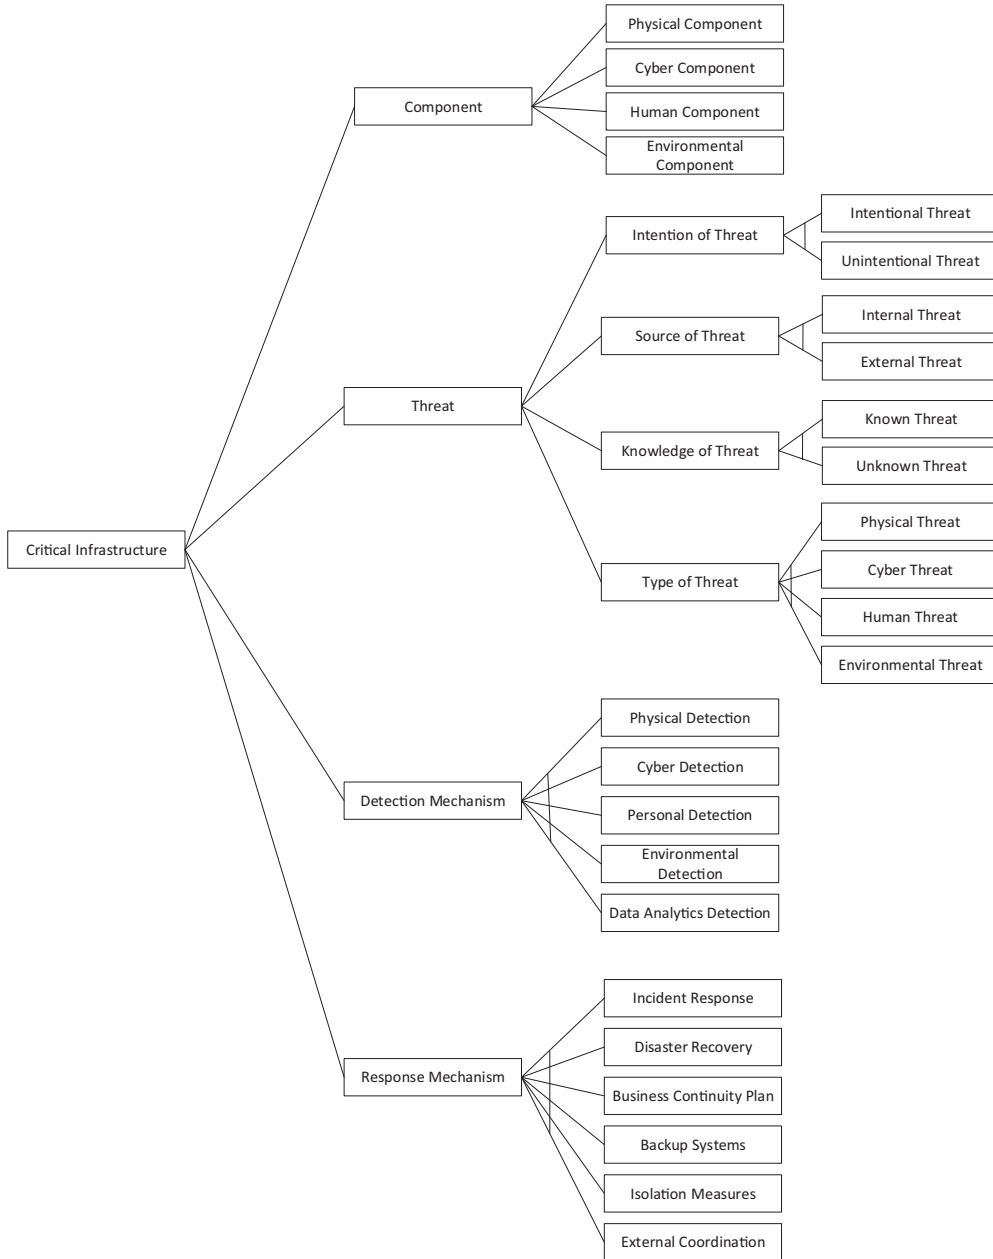 Physical Component
Cyber Component
Component
Human Component
Environmental
Component
Intentional Threat
Intention of Threat
Unintentional Threat
Internal Threat
Source of Threat
External Threat
Threat
Known Threat
Knowledge of Threat
Unknown Threat
Physical Threat
Critical Infrastructure
Cyber Threat
Type of Threat
Human Threat
Environmental Threat
Physical Detection
Cyber Detection
Detection Mechanism
Personal Detection
Environmental
Detection
Data Analytics Detection
Incident Response
Disaster Recovery
Response Mechanism
Business Continuity Plan
Backup Systems
Isolation Measures
External Coordination